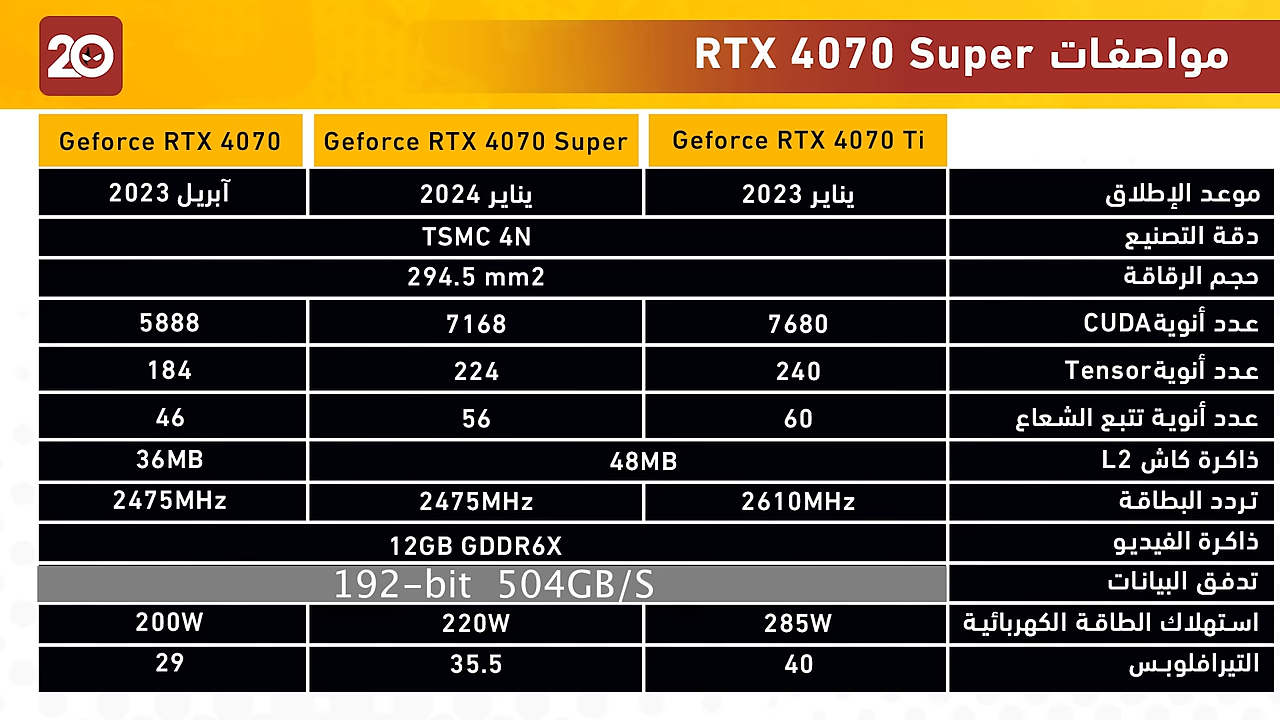 20
مواصفات RTX 4070 Super
Geforce RTX 4070 Geforce RTX 4070 Super Geforce RTX 4070 Ti
موعد الإطلاق يناير 2023 يناير 2024 آبريل 2023
دقة التصنيع TSMC 4N
حجم الرقاقة 294.5 mm2
عدد أنوية CUDA 7680 7168 5888
عدد أنوية Tensor 240 224 184
عدد أنوية تتبع الشعاع 60 56 46
ذاكرة كاش L2 48MB 36MB
تردد البطاقة 2610MHz 2475MHz 2475MHz
ذاكرة الفيديو 12GB GDDR6X
تدفق البيانات 192-bit 504GB/S
استهلاك الطاقة الكهربائية 285W 220W 200W
التيرافلوبس 40 35.5 29